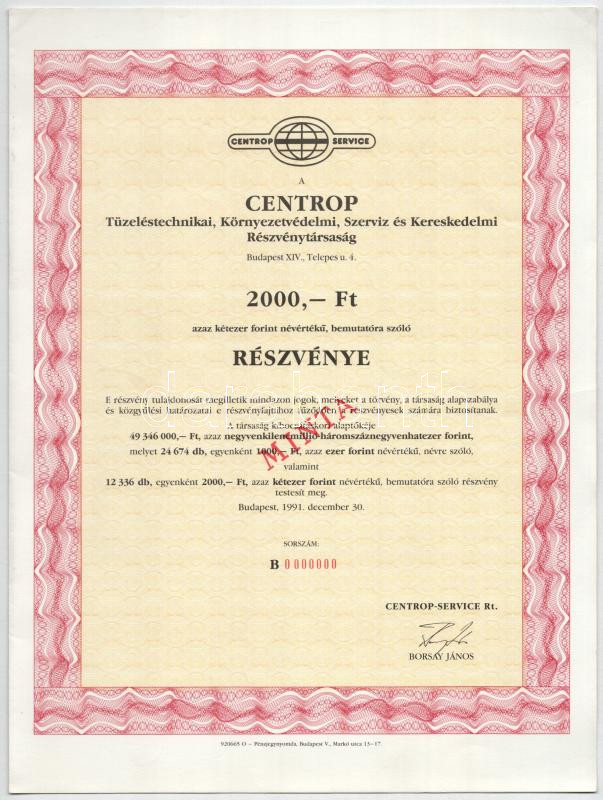 CENTROP SERVICE
A
CENTROP
Tüzeléstechnikai, Környezetvédelmi, Szerviz és Kereskedelmi
Részvénytársaság
Budapest XIV., Telepes u. 4.
2000,— Ft
azaz kétezer forint névértékű, bemutatóra szóló
RÉSZVÉNYE
E részvény tulajdonosát megilletik mindazon jogok, melyeket a törvény, a társaság alapszabálya
és közgyűlési határozatai e részvényfajtához fűződően a részvényesek számára biztosítanak.
A társaság kibocsátáskori alaptőkéje
49 346 000,— Ft, azaz negyvenkilencmillió-háromszáznegyvenhatezer forint,
melyet 24 674 db, egyenként 1000,— Ft, azaz ezer forint névértékű, névre szóló,
valamint
12 336 db, egyenként 2000,— Ft, azaz kétezer forint névértékű, bemutatóra szóló részvény
testesít meg.
MINTA
Budapest, 1991. december 30.
SORSZÁM:
B 0000000
CENTROP-SERVICE Rt.
BORSAY JÁNOS
920665 O – Pénzjegynyomda, Budapest V., Markó utca 13–17.